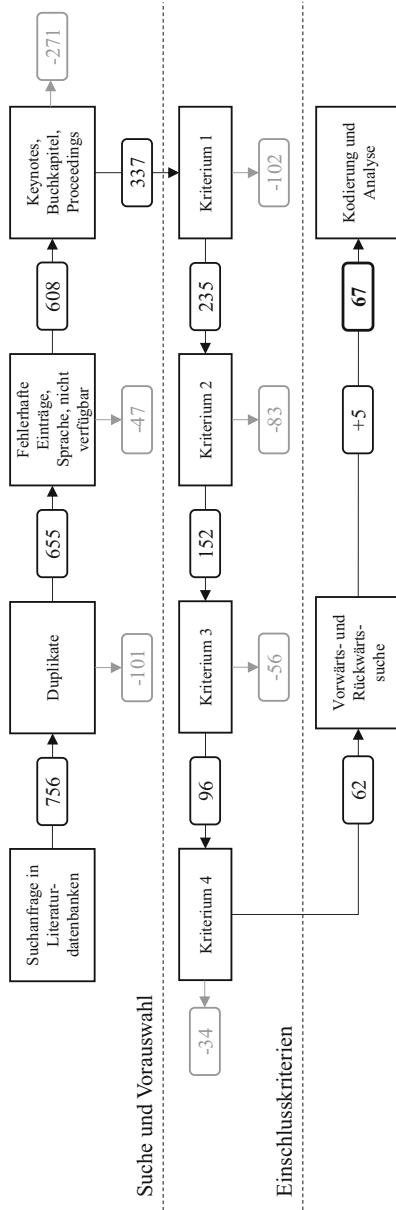 Suchanfrage in
Literatur-
datenbanken
756
Duplikate
-101
655
Fehlerhafte
Einträge,
Sprache, nicht
verfügbar
-47
608
Keynotes,
Buchkapitel,
Proceedings
-271
337
Suche und Vorauswahl
Kriterium 1
-102
235
Kriterium 2
-83
152
Kriterium 3
-56
96
Kriterium 4
-34
Einschlusskriterien
62
Vorwärts- und
Rückwärts-
suche
+5
67
Kodierung und
Analyse